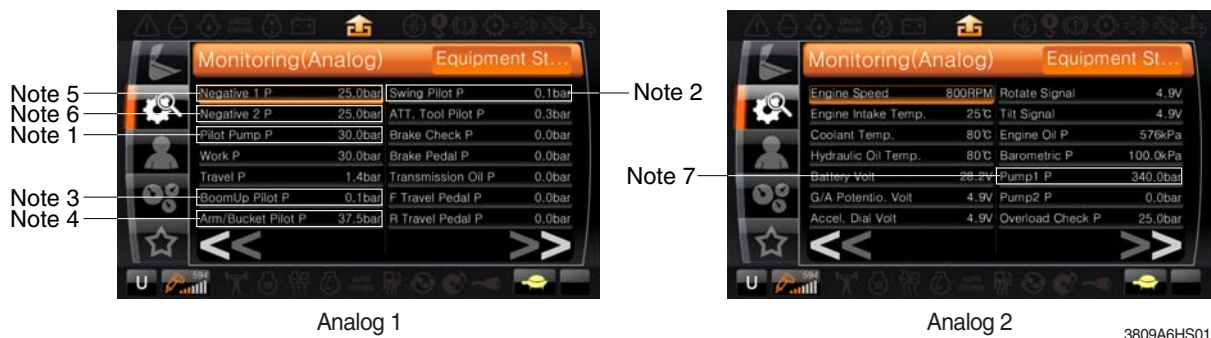 Monitoring(Analog) Equipment St...
Note 5
Note 6
Note 1
Note 3
Note 4
Negative 1 P 25.0bar
Negative 2 P 25.0bar
Pilot Pump P 30.0bar
Work P 30.0bar
Travel P 1.4bar
BoomUp Pilot P 0.1bar
Arm/Bucket Pilot P 37.5bar
Swing Pilot P 0.1bar
ATT. Tool Pilot P 0.3bar
Brake Check P 0.0bar
Brake Pedal P 0.0bar
Transmission Oil P 0.0bar
F Travel Pedal P 0.0bar
R Travel Pedal P 0.0bar
Note 2
<< >>
U 594
Analog 1
Monitoring(Analog) Equipment St...
Note 7
Engine Speed 800RPM
Engine Intake Temp. 25℃
Coolant Temp. 80℃
Hydraulic Oil Temp. 80℃
Battery Volt 28.2V
G/A Potentio. Volt 4.9V
Accel. Dial Volt 4.9V
Rotate Signal 4.9V
Tilt Signal 4.9V
Engine Oil P 576kPa
Barometric P 100.0kPa
Pump1 P 340.0bar
Pump2 P 0.0bar
Overload Check P 25.0bar
<< >>
U 594
Analog 2
3809A6HS01